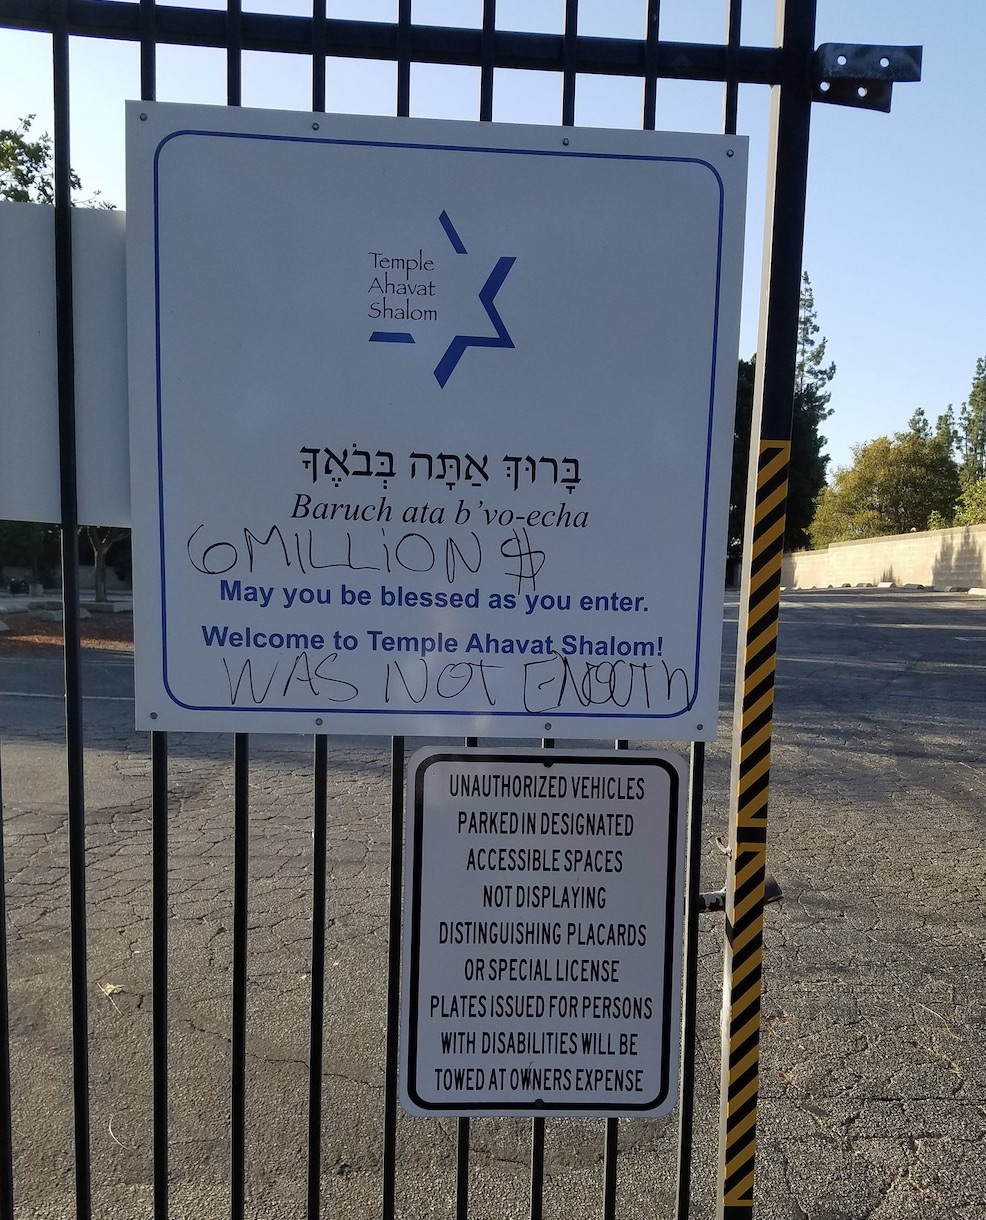 Temple
Ahavat
Shalom
בָּרוּךְ אַתָּה בְּבֹאֶךָ
Baruch ata b'vo-echa
6 MILLiON $
May you be blessed as you enter.
Welcome to Temple Ahavat Shalom!
WAS NOT
UNAUTHORIZED VEHICLES
PARKED IN DESIGNATED
ACCESSIBLE SPACES
NOT DISPLAYING
DISTINGUISHING PLACARDS
OR SPECIAL LICENSE
PLATES ISSUED FOR PERSONS
WITH DISABILITIES WILL BE
TOWED AT OWNERS EXPENSE